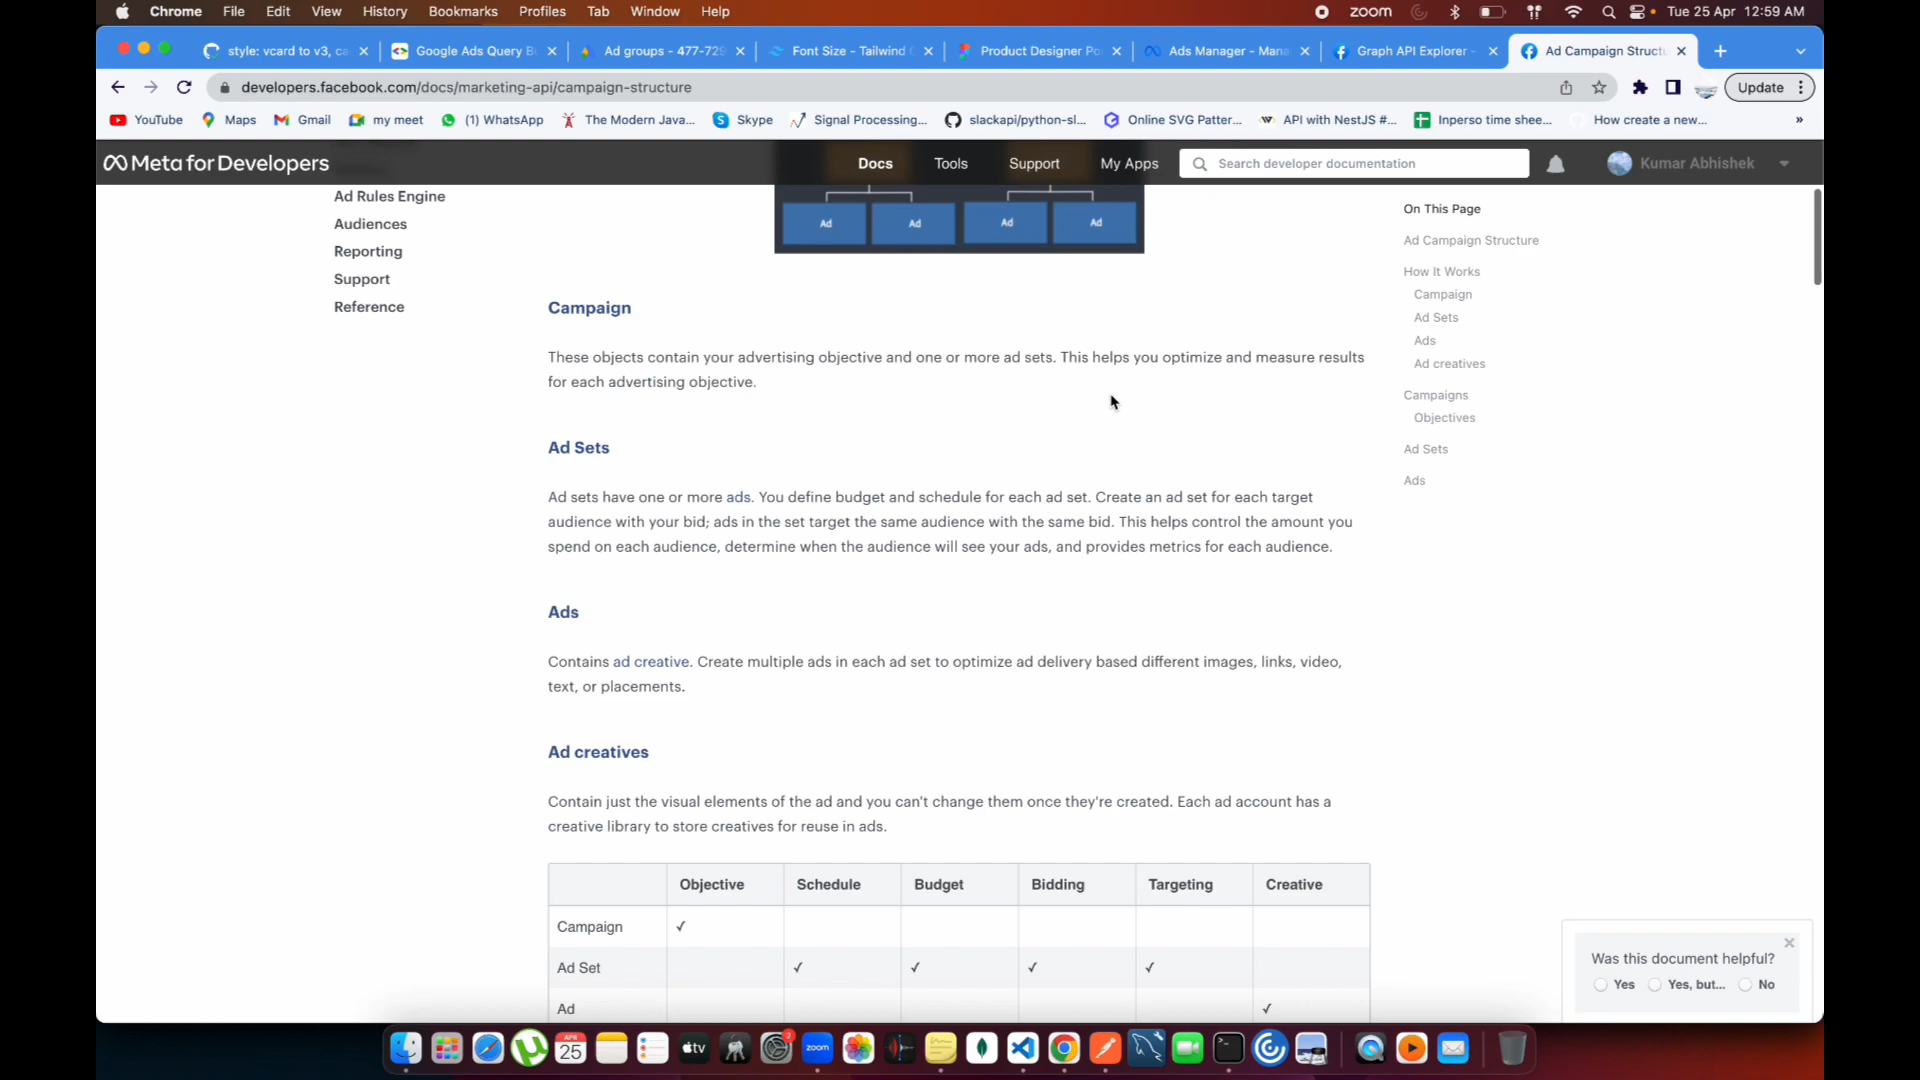 Chrome File Edit View History Bookmarks Profiles Tab Window Help zoom Tue 25 Apr 12:59 AM
style: vcard to v3, ca Google Ads Query B Ad groups - 477-729 Font Size - Tailwind Product Designer Po Ads Manager - Mana Graph API Explorer - Ad Campaign Struct
developers.facebook.com/docs/marketing-api/campaign-structure Update
YouTube Maps Gmail my meet (1) WhatsApp The Modern Java... Skype Signal Processing... slackapi/python-sl... Online SVG Patter... API with NestJS #... Inperso time shee... How create a new... »
Meta for Developers Docs Tools Support My Apps Search developer documentation Kumar Abhishek
Ad Rules Engine
Audiences
Reporting
Support
Reference
Ad Ad Ad Ad
Campaign
These objects contain your advertising objective and one or more ad sets. This helps you optimize and measure results
for each advertising objective.
Ad Sets
Ad sets have one or more ads. You define budget and schedule for each ad set. Create an ad set for each target
audience with your bid; ads in the set target the same audience with the same bid. This helps control the amount you
spend on each audience, determine when the audience will see your ads, and provides metrics for each audience.
Ads
Contains ad creative. Create multiple ads in each ad set to optimize ad delivery based different images, links, video,
text, or placements.
Ad creatives
Contain just the visual elements of the ad and you can't change them once they're created. Each ad account has a
creative library to store creatives for reuse in ads.
Objective Schedule Budget Bidding Targeting Creative
Campaign ✓
Ad Set ✓ ✓ ✓ ✓
Ad ✓
On This Page
Ad Campaign Structure
How It Works
Campaign
Ad Sets
Ads
Ad creatives
Campaigns
Objectives
Ad Sets
Ads
Was this document helpful?
Yes Yes, but... No
APR
25
tv
2
zoom